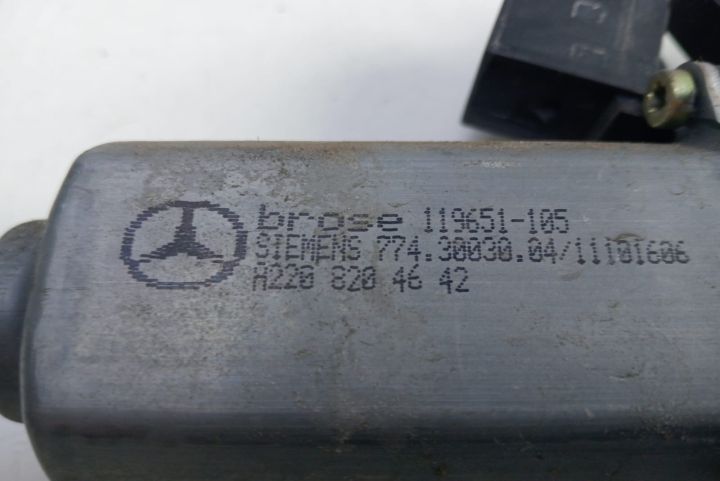 brose 119651-105
SIEMENS 774.30030.04/11101606
A220 820 46 42